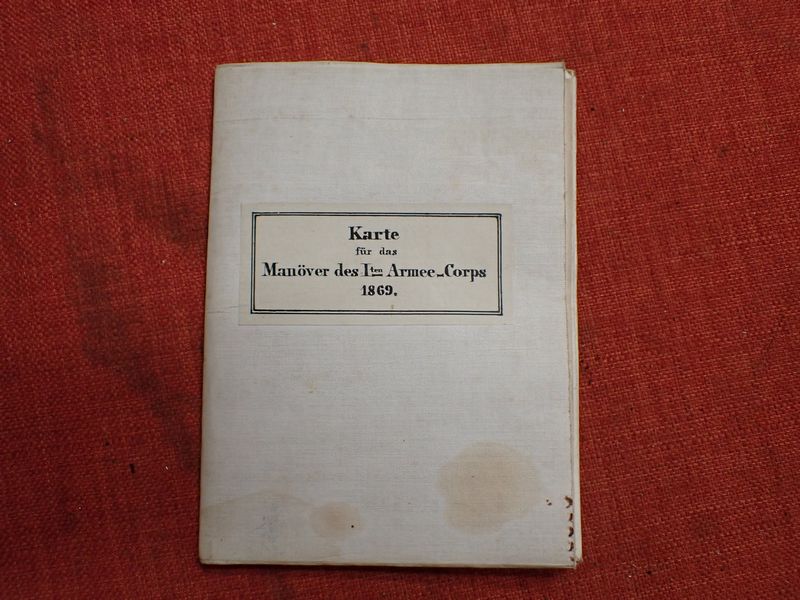 Karte
für das
Manöver des Iten Armee-Corps
1869.